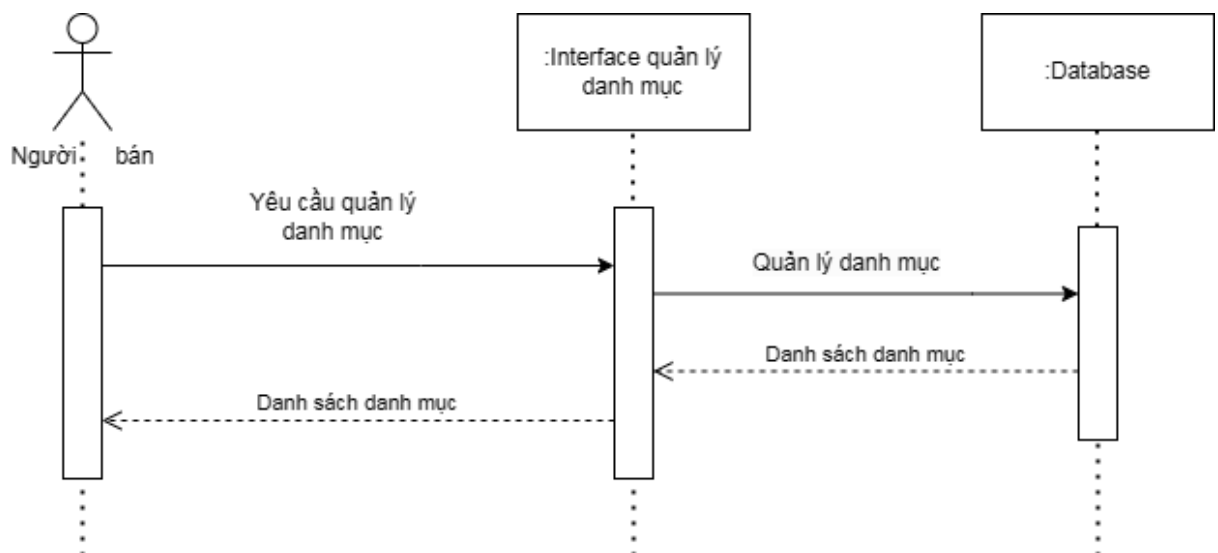 :Interface quản lý
danh mục
:Database
Người bán
Yêu cầu quản lý
danh mục
Quản lý danh mục
Danh sách danh mục
Danh sách danh mục